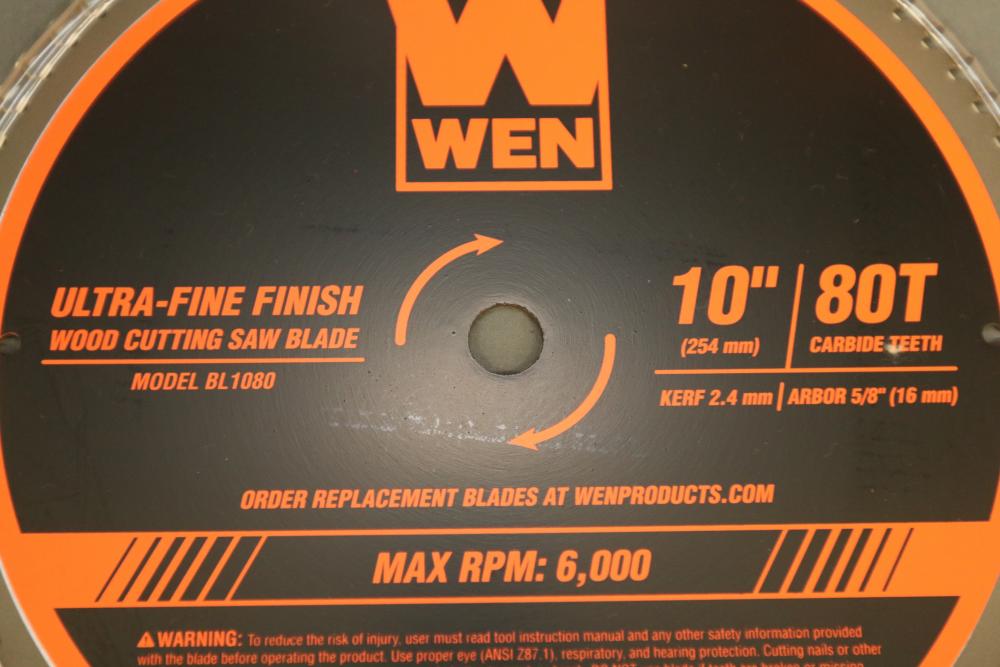 WEN
ULTRA-FINE FINISH
WOOD CUTTING SAW BLADE
MODEL BL1080
10" | 80T
(254 mm) CARBIDE TEETH
KERF 2.4 mm | ARBOR 5/8" (16 mm)
ORDER REPLACEMENT BLADES AT WENPRODUCTS.COM
MAX RPM: 6,000
WARNING: To reduce the risk of injury, user must read tool instruction manual and any other safety information provided
with the blade before operating the product. Use proper eye (ANSI Z87.1), respiratory, and hearing protection. Cutting nails or other